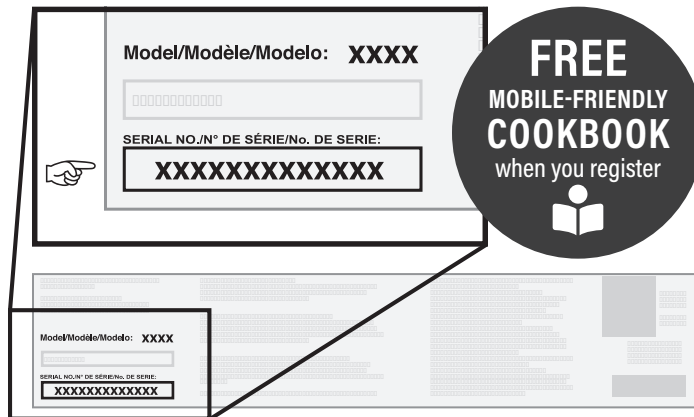 Model/Modèle/Modelo: XXXX
SERIAL NO./N° DE SÉRIE/No. DE SERIE:
XXXXXXXXXXXXX
FREE
MOBILE-FRIENDLY
COOKBOOK
when you register
Model/Modèle/Modelo: XXXX
SERIAL NO./N° DE SÉRIE/No. DE SERIE:
XXXXXXXXXXXXX